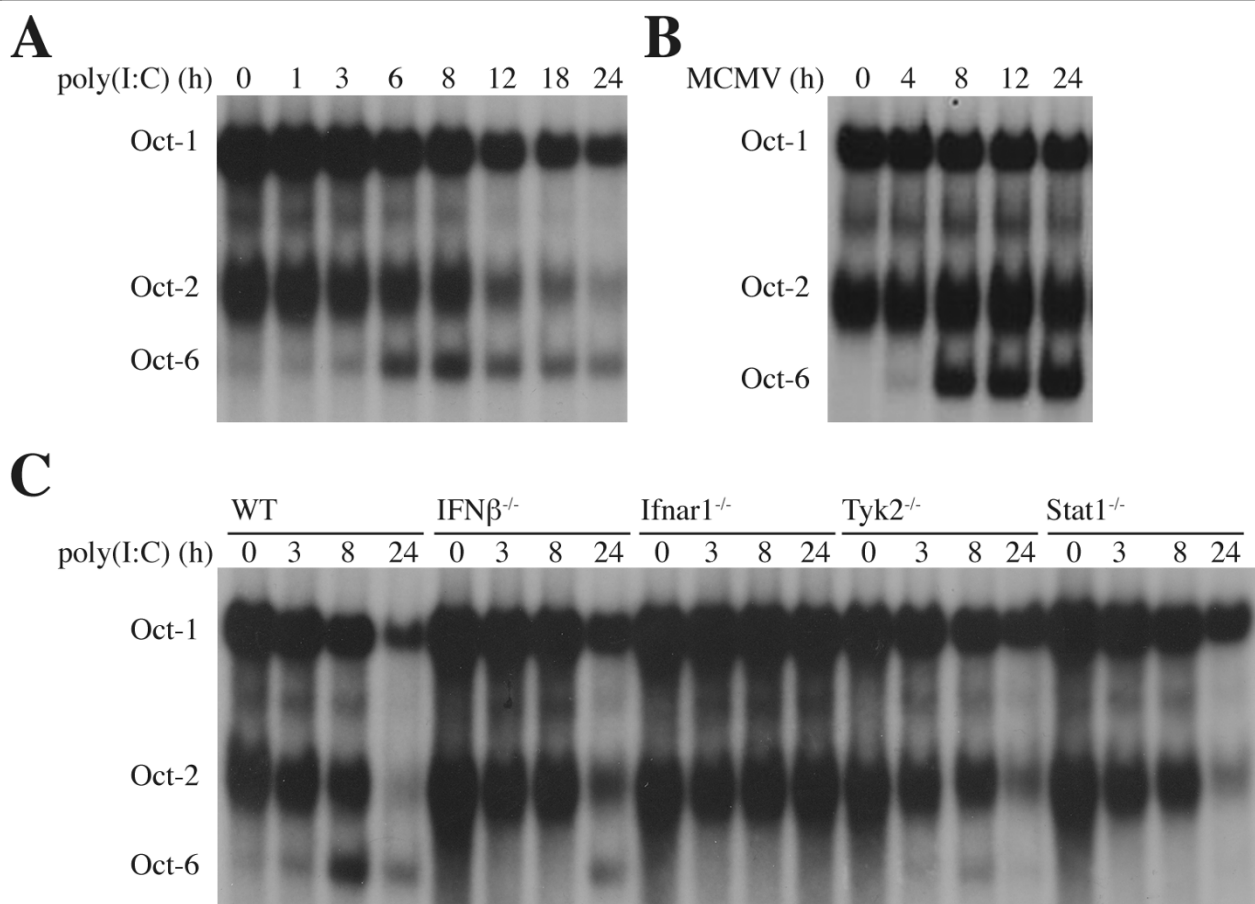 A
B
poly(I:C) (h) 0 1 3 6 8 12 18 24
MCMV (h) 0 4 8 12 24
Oct-1
Oct-1
Oct-2
Oct-2
Oct-6
Oct-6
C
WT IFNβ-/- Ifnar1-/- Tyk2-/- Stat1-/-
poly(I:C) (h) 0 3 8 24 0 3 8 24 0 3 8 24 0 3 8 24 0 3 8 24
Oct-1
Oct-2
Oct-6